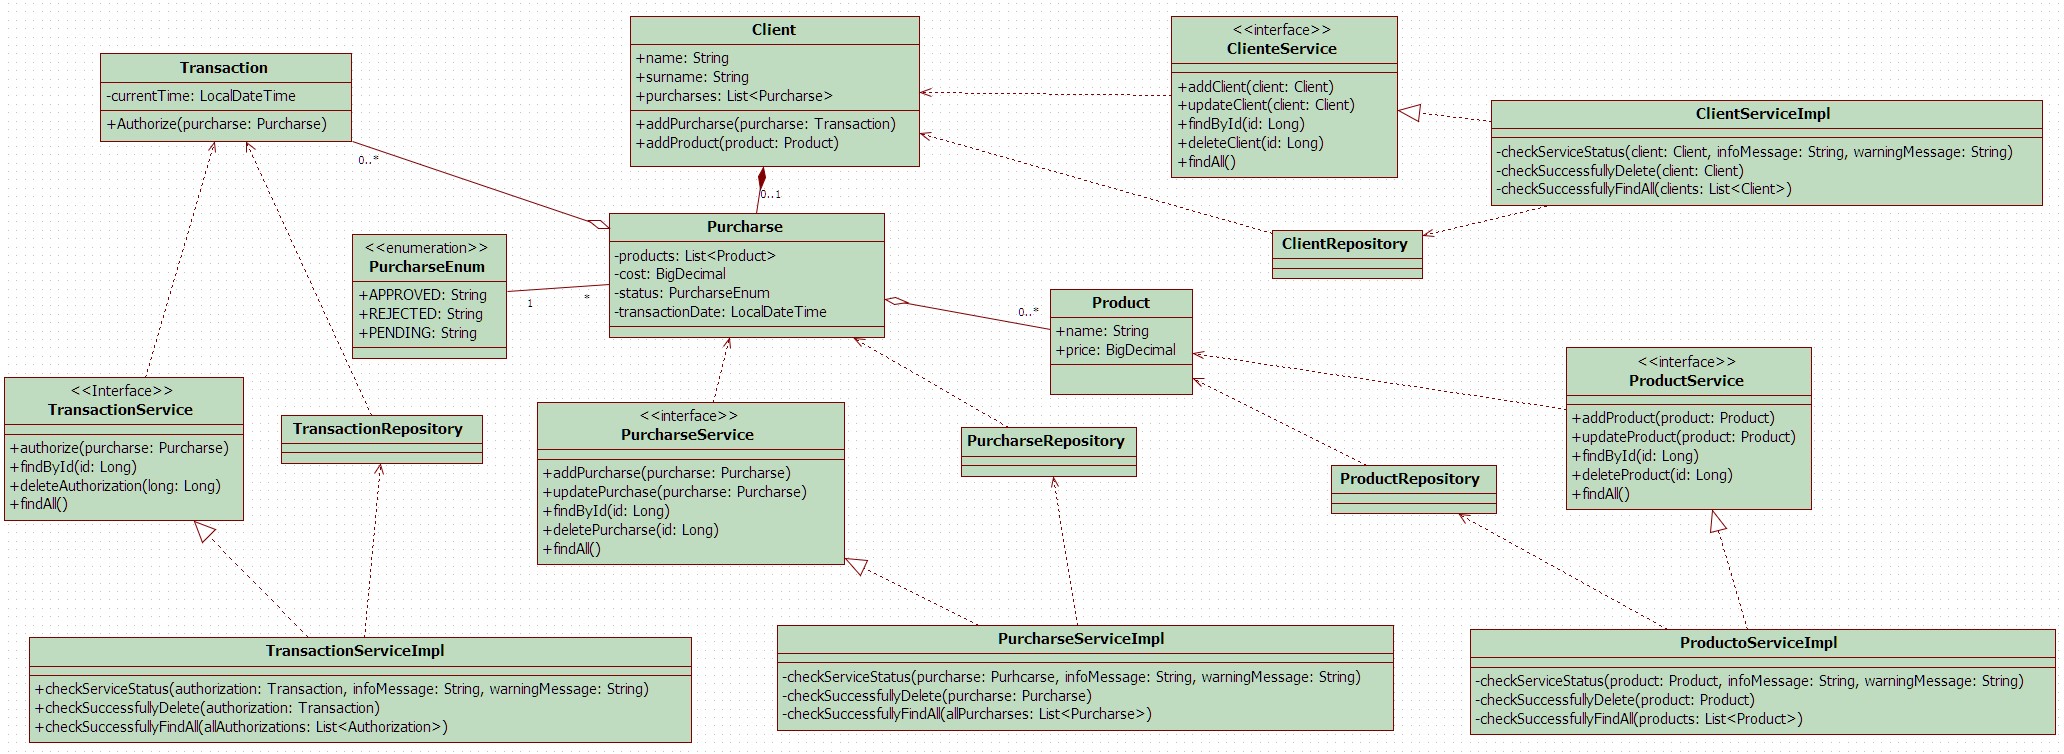 Client
+name: String
+surname: String
+purcharses: List<Purcharse>
+addPurcharse(purcharse: Transaction)
+addProduct(product: Product)
<<interface>>
ClienteService
+addClient(client: Client)
+updateClient(client: Client)
+findById(id: Long)
+deleteClient(id: Long)
+findAll()
Transaction
-currentTime: LocalDateTime
+Authorize(purcharse: Purcharse)
ClientServiceImpl
-checkServiceStatus(client: Client, infoMessage: String, warningMessage: String)
-checkSuccessfullyDelete(client: Client)
-checkSuccessfullyFindAll(clients: List<Client>)
0..*
0..1
Purcharse
-products: List<Product>
-cost: BigDecimal
-status: PurcharseEnum
-transactionDate: LocalDateTime
<<enumeration>>
PurcharseEnum
+APPROVED: String
+REJECTED: String
+PENDING: String
1
*
ClientRepository
0..*
Product
+name: String
+price: BigDecimal
<<interface>>
ProductService
+addProduct(product: Product)
+updateProduct(product: Product)
+findById(id: Long)
+deleteProduct(id: Long)
+findAll()
<<Interface>>
TransactionService
+authorize(purcharse: Purcharse)
+findById(id: Long)
+deleteAuthorization(long: Long)
+findAll()
TransactionRepository
<<interface>>
PurcharseService
+addPurcharse(purcharse: Purcharse)
+updatePurchase(purcharse: Purcharse)
+findById(id: Long)
+deletePurcharse(id: Long)
+findAll()
PurcharseRepository
ProductRepository
TransactionServiceImpl
+checkServiceStatus(authorization: Transaction, infoMessage: String, warningMessage: String)
+checkSuccessfullyDelete(authorization: Transaction)
+checkSuccessfullyFindAll(allAuthorizations: List<Authorization>)
PurcharseServiceImpl
-checkServiceStatus(purcharse: Purhcarse, infoMessage: String, warningMessage: String)
-checkSuccessfullyDelete(purcharse: Purcharse)
-checkSuccessfullyFindAll(allPurcharses: List<Purcharse>)
ProductoServiceImpl
-checkServiceStatus(product: Product, infoMessage: String, warningMessage: String)
-checkSuccessfullyDelete(product: Product)
-checkSuccessfullyFindAll(products: List<Product>)